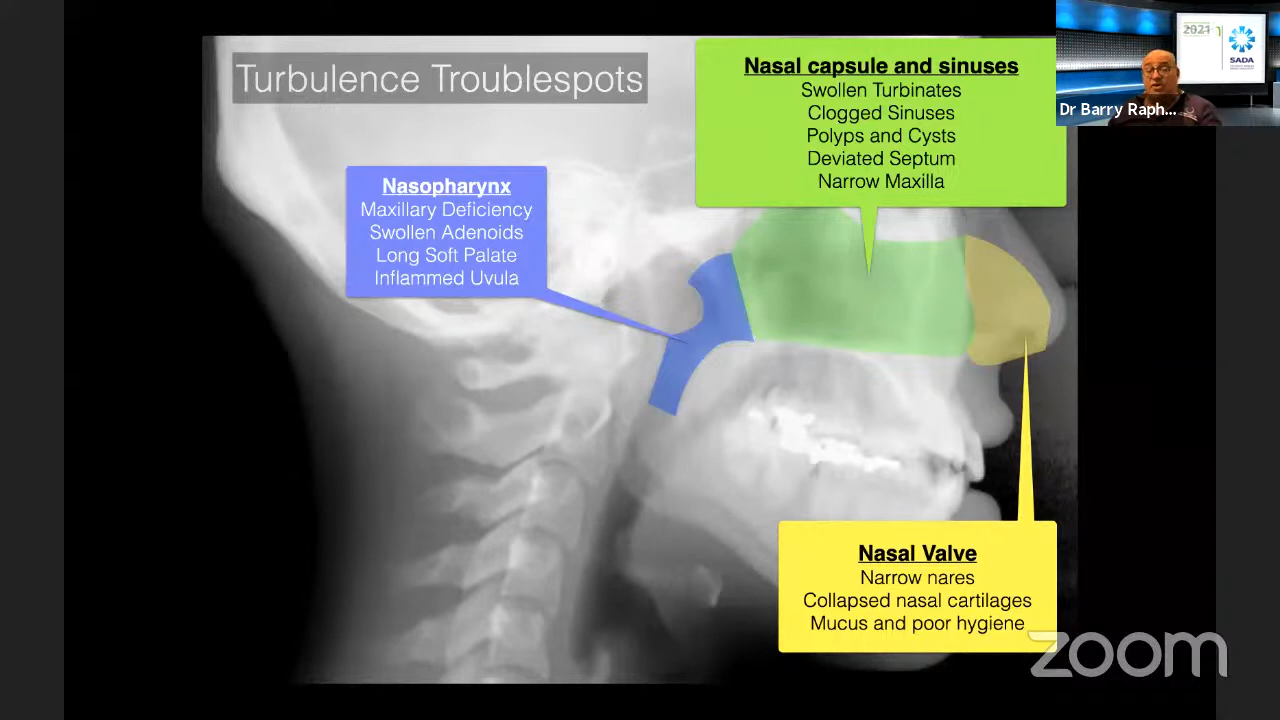 Turbulence Troublespots
Nasal capsule and sinuses
Swollen Turbinates
Clogged Sinuses
Polyps and Cysts
Deviated Septum
Narrow Maxilla
Nasopharynx
Maxillary Deficiency
Swollen Adenoids
Long Soft Palate
Inflammed Uvula
Nasal Valve
Narrow nares
Collapsed nasal cartilages
Mucus and poor hygiene
2021
SADA
Dr Barry Raph...
zoom